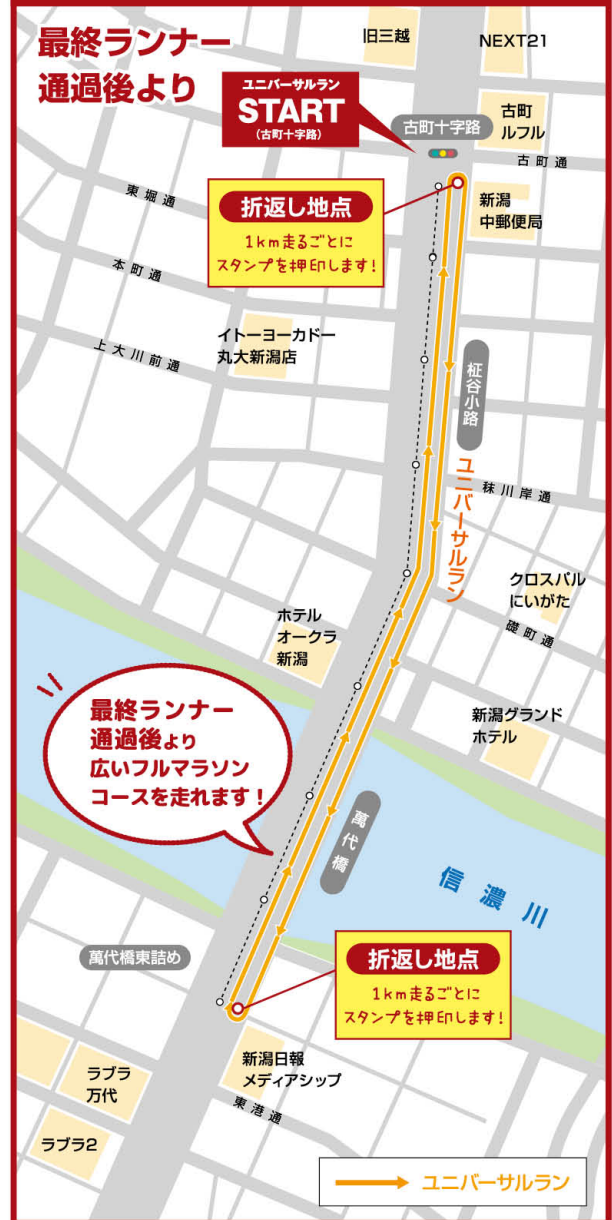 最終ランナー
通過後より
旧三越
NEXT21
ユニバーサルラン
START
(古町十字路)
古町十字路
古町
ルフル
古町通
東堀通
折返し地点
1km走るごとに
スタンプを押印します!
新潟
中郵便局
本町通
イトーヨーカドー
丸大新潟店
上大川前通
柾谷小路
ユニバーサルラン
秣川岸通
クロスパル
にいがた
礎町通
ホテル
オークラ
新潟
最終ランナー
通過後より
広いフルマラソン
コースを走れます!
新潟グランド
ホテル
萬代橋
信濃川
萬代橋東詰め
折返し地点
1km走るごとに
スタンプを押印します!
新潟日報
メディアシップ
ラブラ
万代
東港通
ラブラ2
ユニバーサルラン